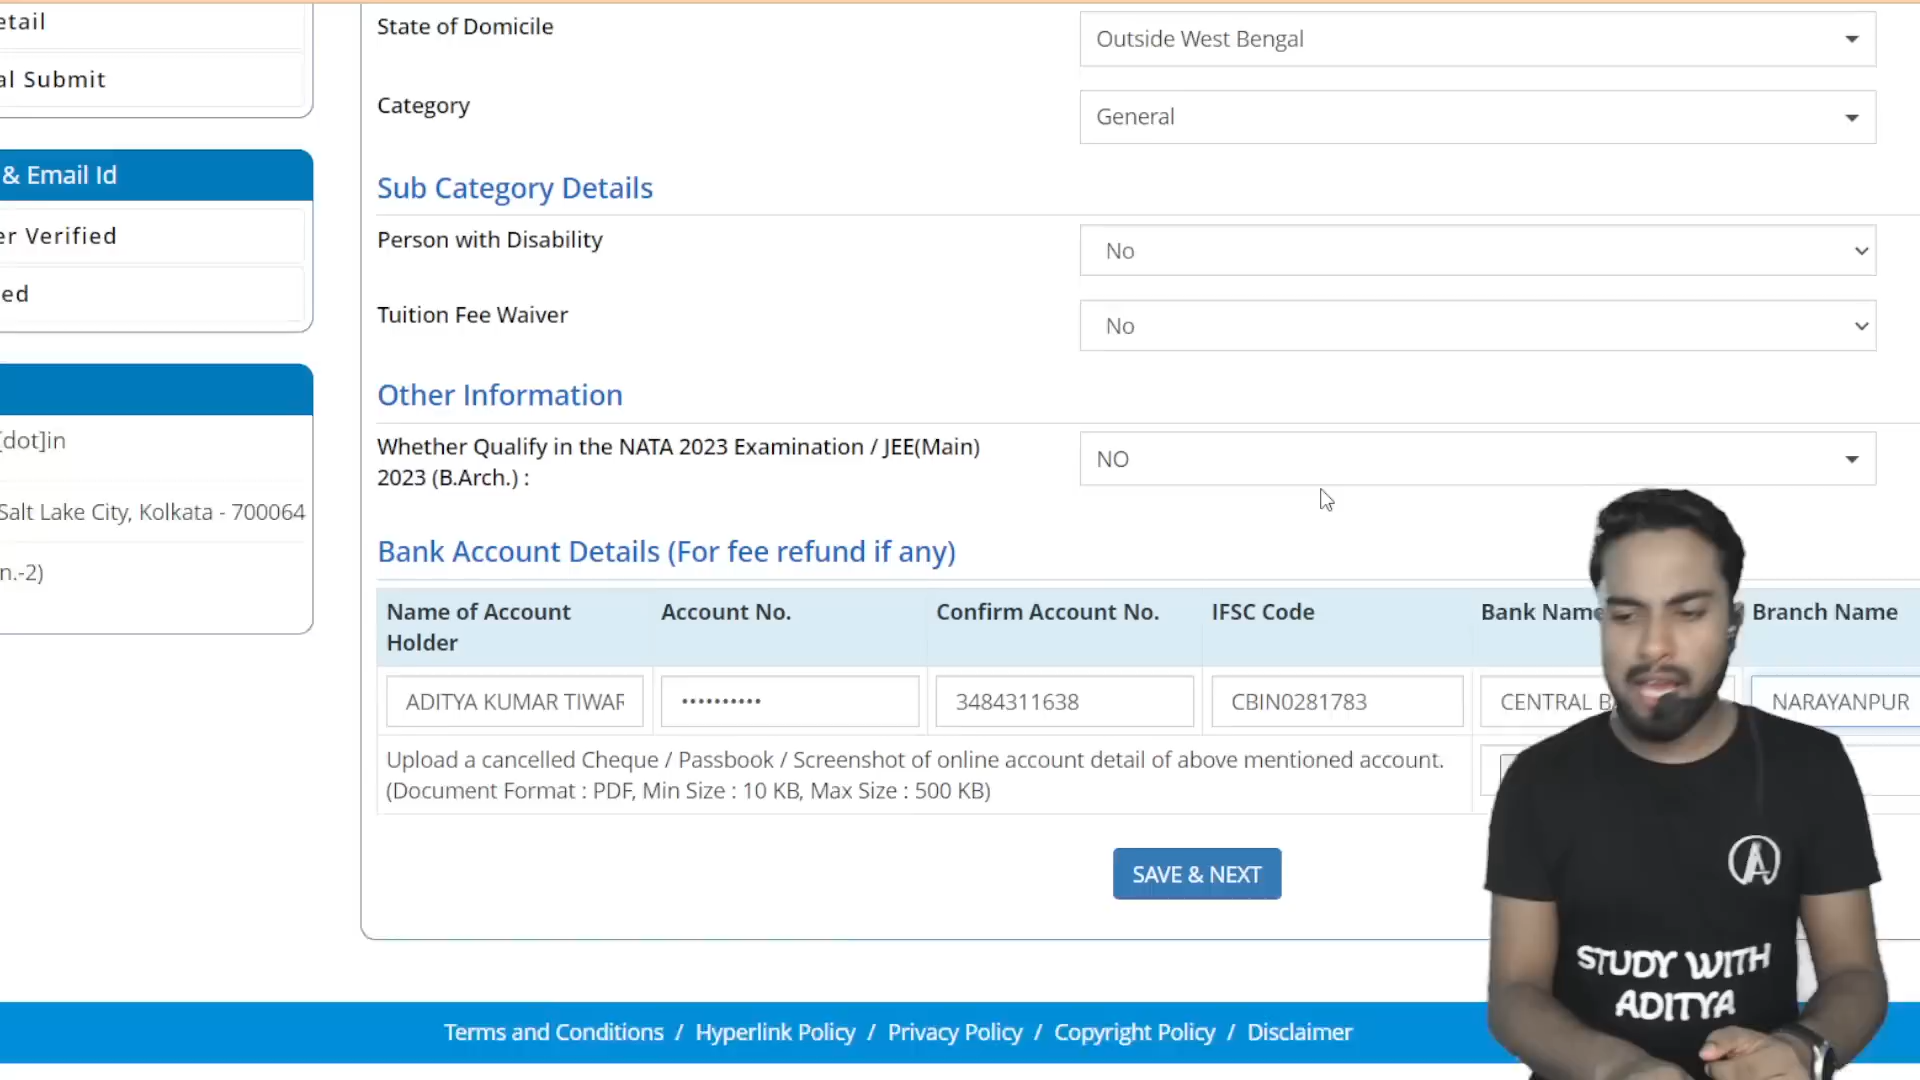 etail
al Submit
& Email Id
er Verified
ed
[dot]in
Salt Lake City, Kolkata - 700064
n.-2)
State of Domicile
Outside West Bengal
Category
General
Sub Category Details
Person with Disability
No
Tuition Fee Waiver
No
Other Information
Whether Qualify in the NATA 2023 Examination / JEE(Main)
2023 (B.Arch.) :
NO
Bank Account Details (For fee refund if any)
Name of Account
Holder
Account No.
Confirm Account No.
IFSC Code
Bank Name
Branch Name
ADITYA KUMAR TIWAR
••••••••••
3484311638
CBIN0281783
CENTRAL B
NARAYANPUR
Upload a cancelled Cheque / Passbook / Screenshot of online account detail of above mentioned account.
(Document Format : PDF, Min Size : 10 KB, Max Size : 500 KB)
SAVE & NEXT
A
STUDY WITH
ADITYA
Terms and Conditions / Hyperlink Policy / Privacy Policy / Copyright Policy / Disclaimer